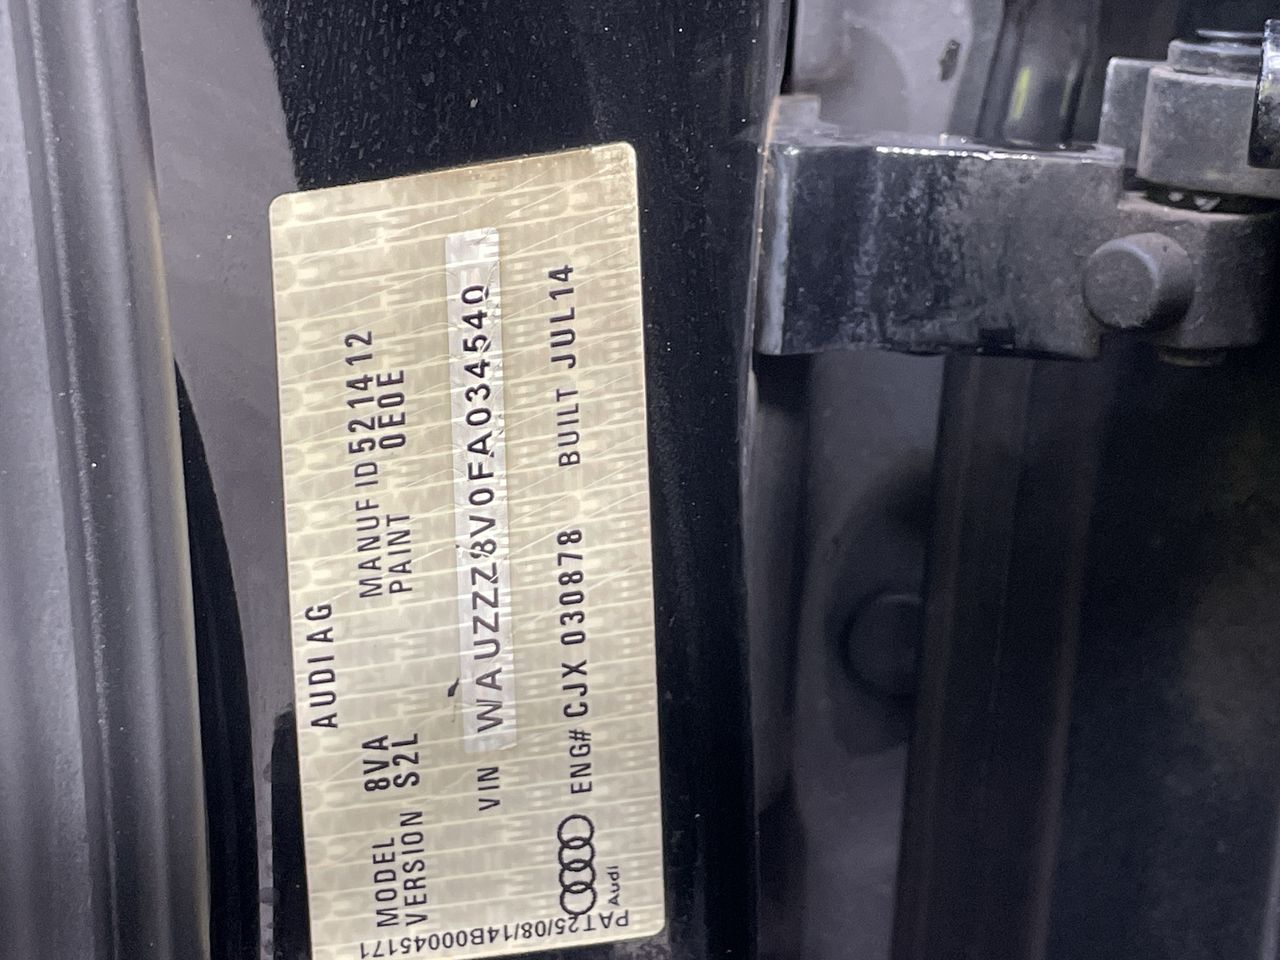 AUDI AG
MODEL 8VA MANUF ID 521412
VERSION S2L PAINT 0E0E
VIN WAUZZZ8V0FA034540
ENG# CJX 030878 BUILT JUL14
Audi
PAT25/08/14B00045171